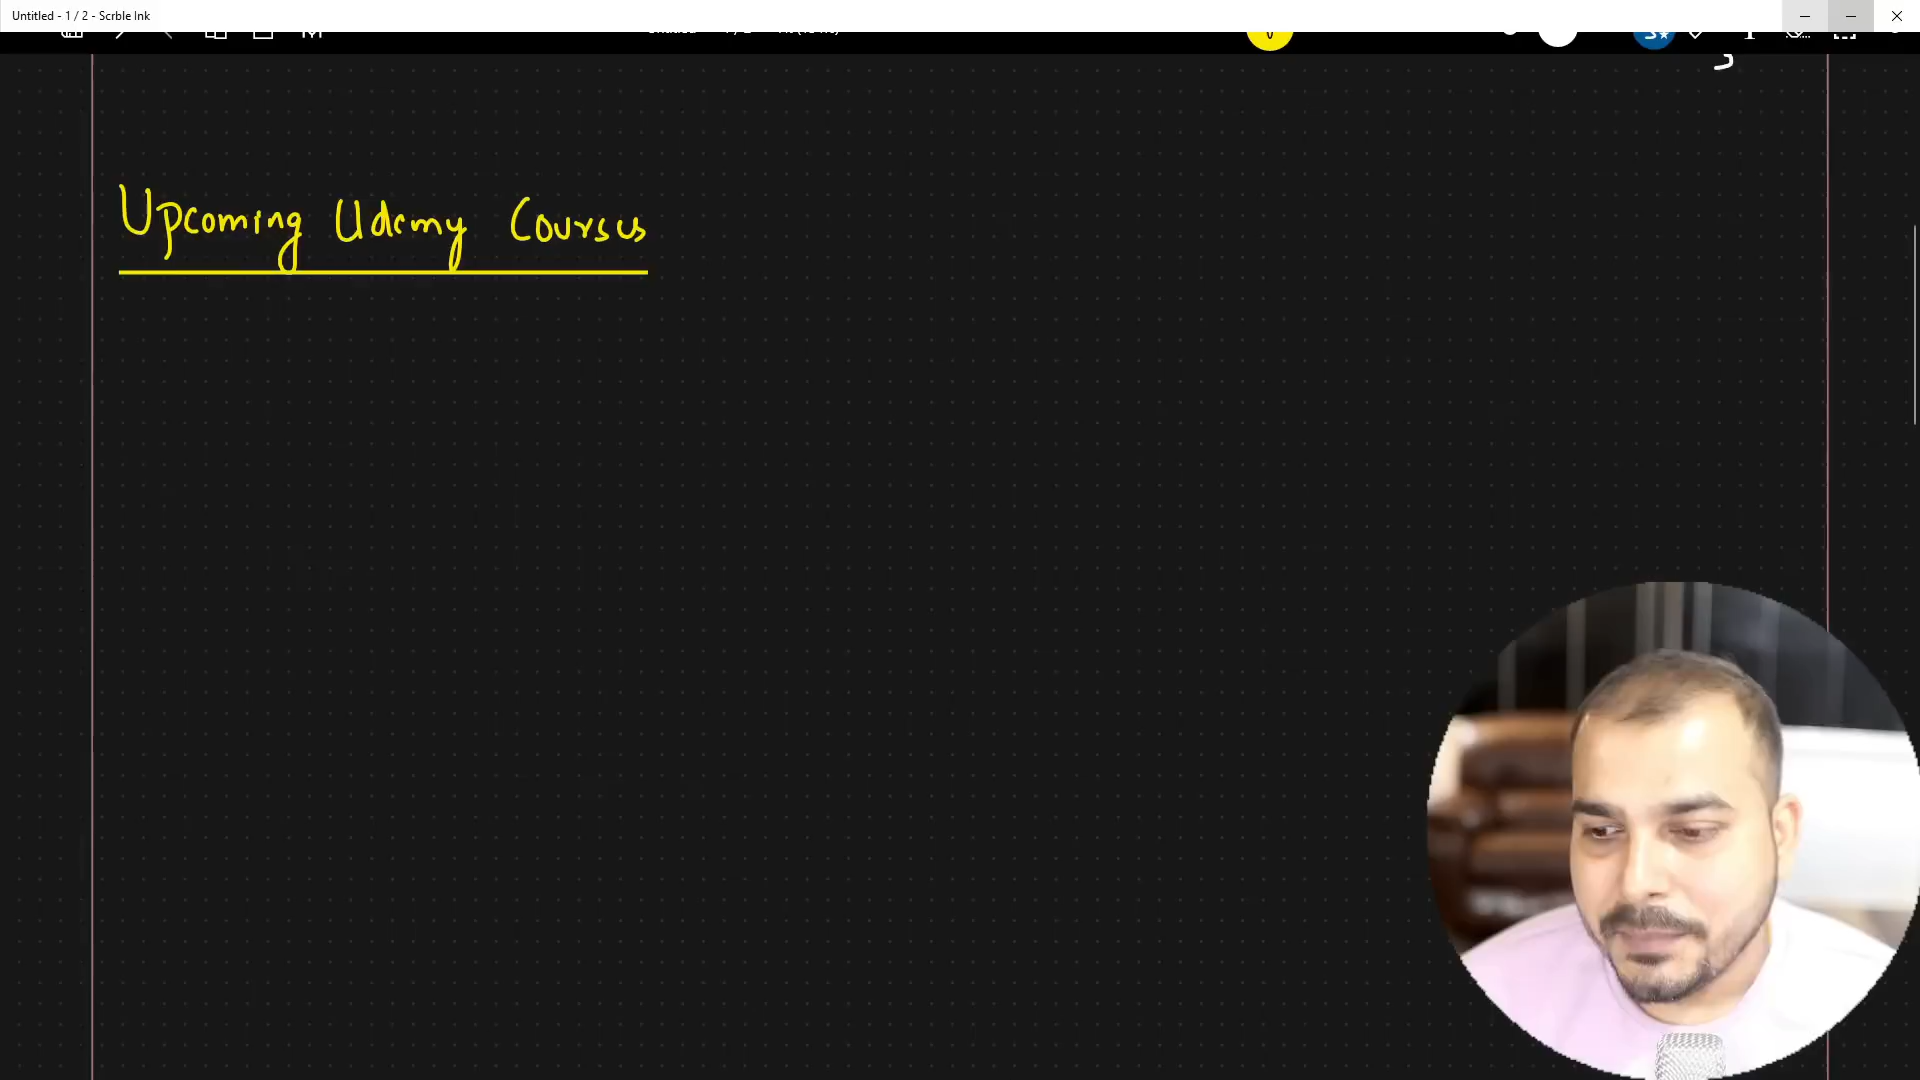 Untitled - 1 / 2 - Scrble Ink
Upcoming Udemy Courses